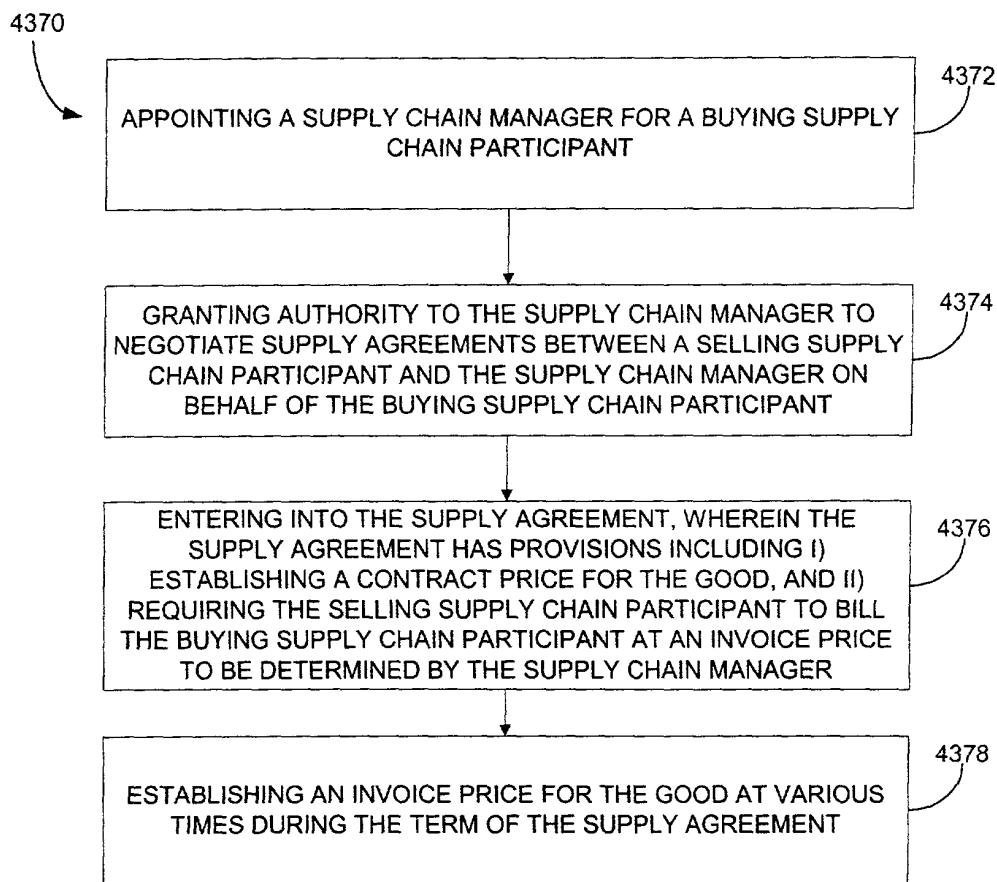 4370
4372
APPOINTING A SUPPLY CHAIN MANAGER FOR A BUYING SUPPLY
CHAIN PARTICIPANT
4374
GRANTING AUTHORITY TO THE SUPPLY CHAIN MANAGER TO
NEGOTIATE SUPPLY AGREEMENTS BETWEEN A SELLING SUPPLY
CHAIN PARTICIPANT AND THE SUPPLY CHAIN MANAGER ON
BEHALF OF THE BUYING SUPPLY CHAIN PARTICIPANT
4376
ENTERING INTO THE SUPPLY AGREEMENT, WHEREIN THE
SUPPLY AGREEMENT HAS PROVISIONS INCLUDING I)
ESTABLISHING A CONTRACT PRICE FOR THE GOOD, AND II)
REQUIRING THE SELLING SUPPLY CHAIN PARTICIPANT TO BILL
THE BUYING SUPPLY CHAIN PARTICIPANT AT AN INVOICE PRICE
TO BE DETERMINED BY THE SUPPLY CHAIN MANAGER
4378
ESTABLISHING AN INVOICE PRICE FOR THE GOOD AT VARIOUS
TIMES DURING THE TERM OF THE SUPPLY AGREEMENT